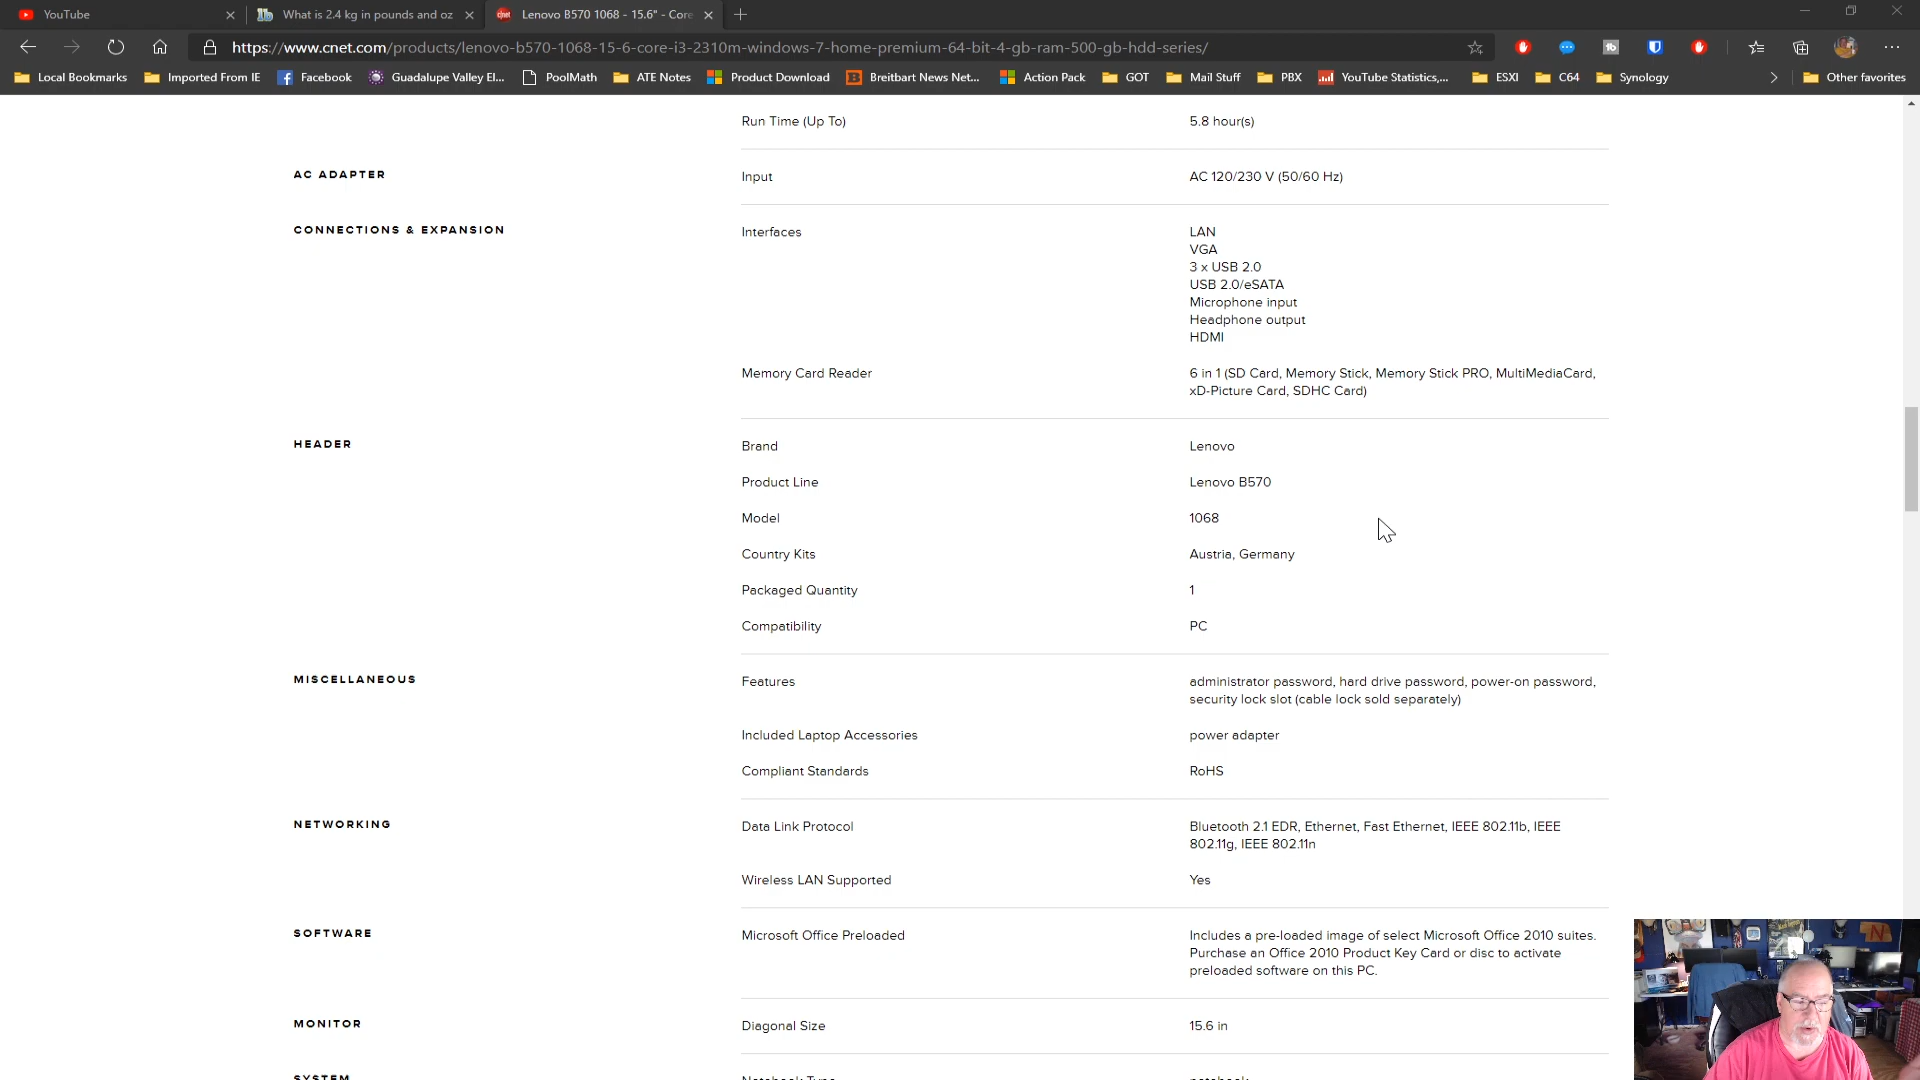 YouTube
What is 2.4 kg in pounds and oz
Lenovo B570 1068 - 15.6" - Core
https://www.cnet.com/products/lenovo-b570-1068-15-6-core-i3-2310m-windows-7-home-premium-64-bit-4-gb-ram-500-gb-hdd-series/
Local Bookmarks
Imported From IE
Facebook
Guadalupe Valley El...
PoolMath
ATE Notes
Product Download
Breitbart News Net...
Action Pack
GOT
Mail Stuff
PBX
YouTube Statistics,...
ESXI
C64
Synology
Other favorites
Run Time (Up To)
5.8 hour(s)
AC ADAPTER
Input
AC 120/230 V (50/60 Hz)
CONNECTIONS & EXPANSION
Interfaces
LAN
VGA
3 x USB 2.0
USB 2.0/eSATA
Microphone input
Headphone output
HDMI
Memory Card Reader
6 in 1 (SD Card, Memory Stick, Memory Stick PRO, MultiMediaCard,
xD-Picture Card, SDHC Card)
HEADER
Brand
Lenovo
Product Line
Lenovo B570
Model
1068
Country Kits
Austria, Germany
Packaged Quantity
1
Compatibility
PC
MISCELLANEOUS
Features
administrator password, hard drive password, power-on password,
security lock slot (cable lock sold separately)
Included Laptop Accessories
power adapter
Compliant Standards
RoHS
NETWORKING
Data Link Protocol
Bluetooth 2.1 EDR, Ethernet, Fast Ethernet, IEEE 802.11b, IEEE
802.11g, IEEE 802.11n
Wireless LAN Supported
Yes
SOFTWARE
Microsoft Office Preloaded
Includes a pre-loaded image of select Microsoft Office 2010 suites.
Purchase an Office 2010 Product Key Card or disc to activate
preloaded software on this PC.
MONITOR
Diagonal Size
15.6 in
SYSTEM
Notebook Type
notebook